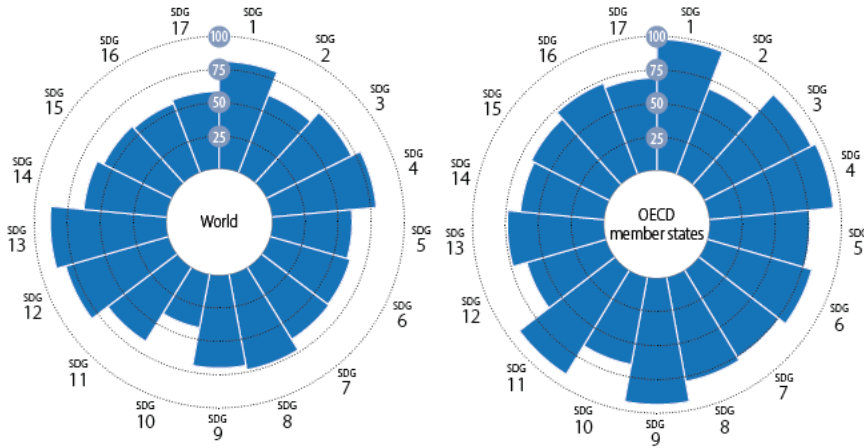 SDG
1
SDG
2
SDG
3
SDG
4
SDG
5
SDG
6
SDG
7
SDG
8
SDG
9
SDG
10
SDG
11
SDG
12
SDG
13
SDG
14
SDG
15
SDG
16
SDG
17
100
75
50
25
World
SDG
1
SDG
2
SDG
3
SDG
4
SDG
5
SDG
6
SDG
7
SDG
8
SDG
9
SDG
10
SDG
11
SDG
12
SDG
13
SDG
14
SDG
15
SDG
16
SDG
17
100
75
50
25
OECD
member states